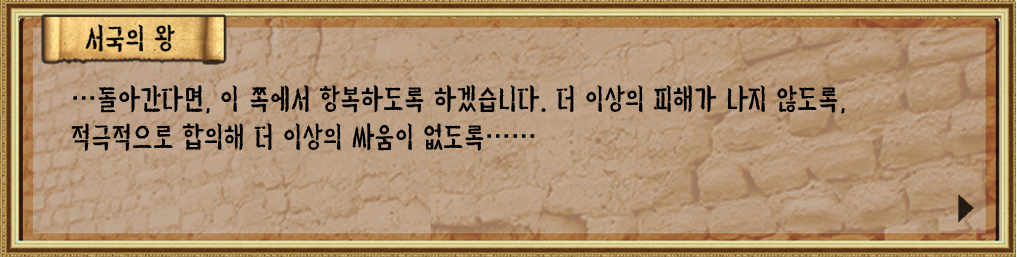 서국의 왕
…돌아간다면, 이 쪽에서 항복하도록 하겠습니다. 더 이상의 피해가 나지 않도록,
적극적으로 합의해 더 이상의 싸움이 없도록……